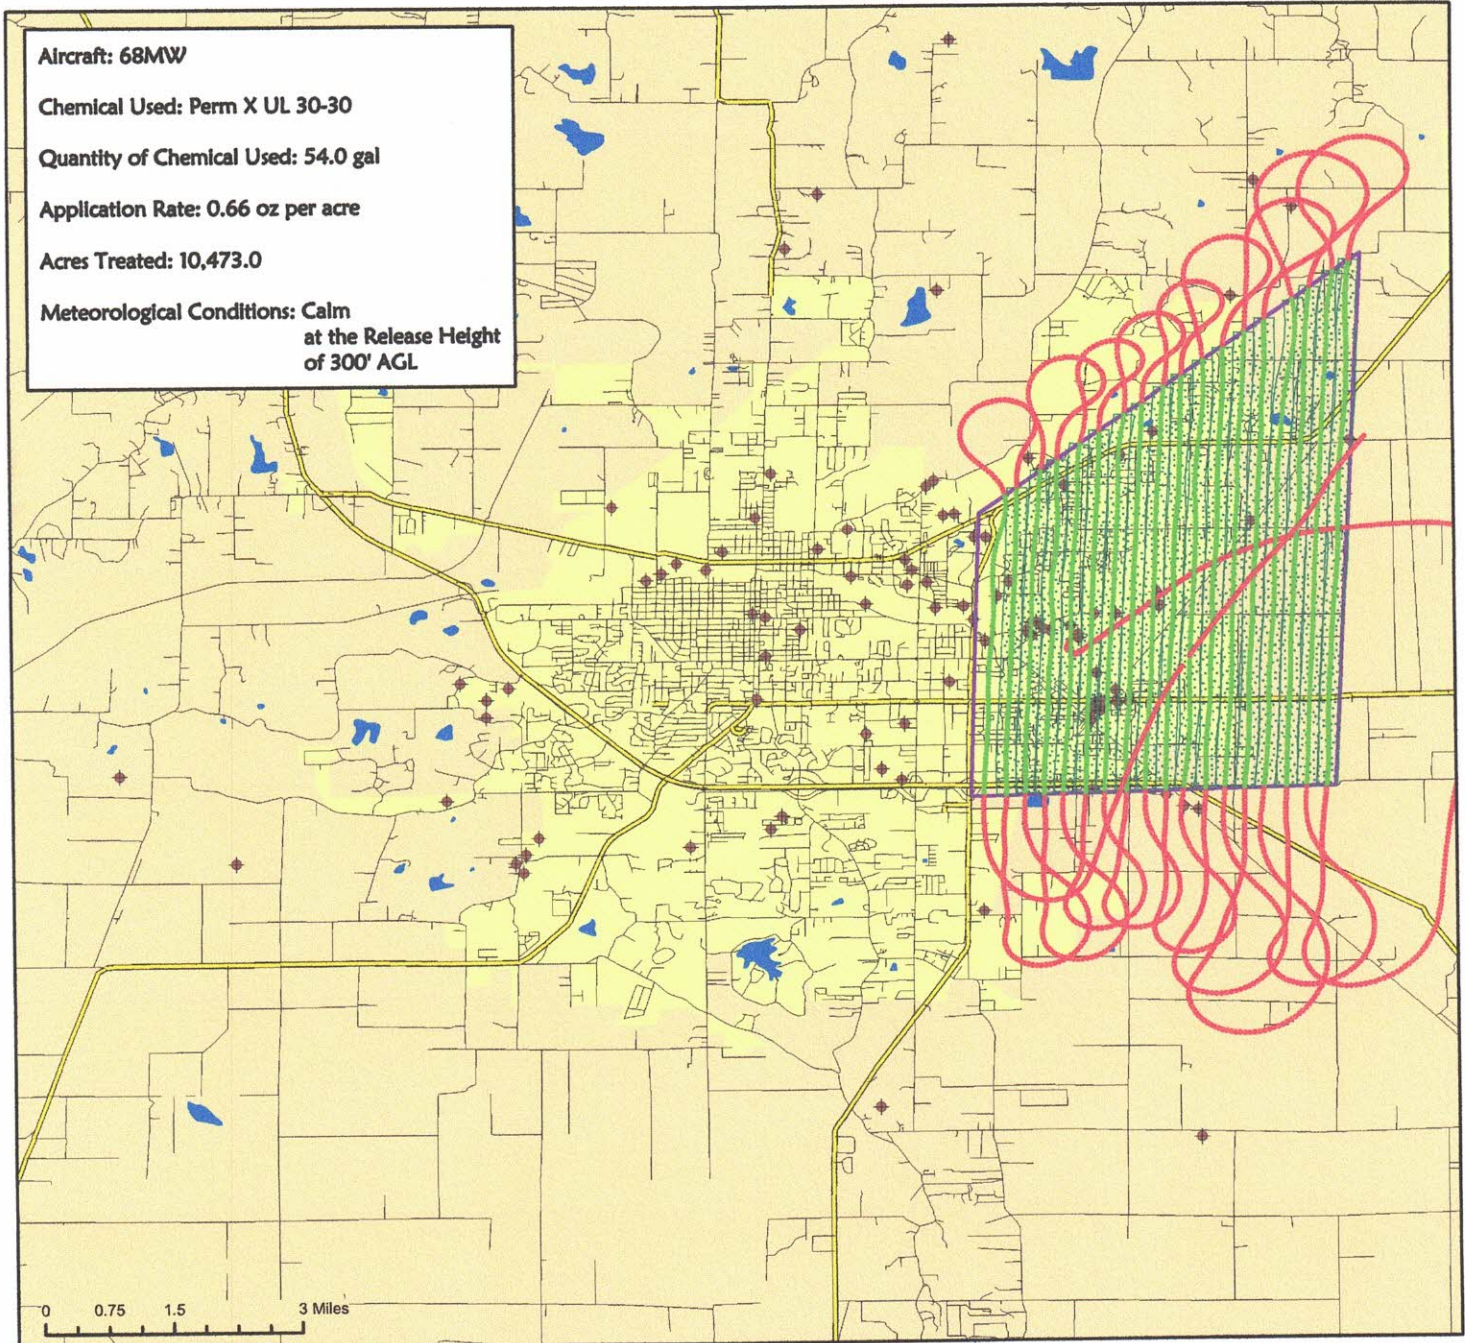 Aircraft: 68MW
Chemical Used: Perm X UL 30-30
Quantity of Chemical Used: 54.0 gal
Application Rate: 0.66 oz per acre
Acres Treated: 10,473.0
Meteorological Conditions: Calm
at the Release Height
of 300' AGL
0 0.75 1.5 3 Miles